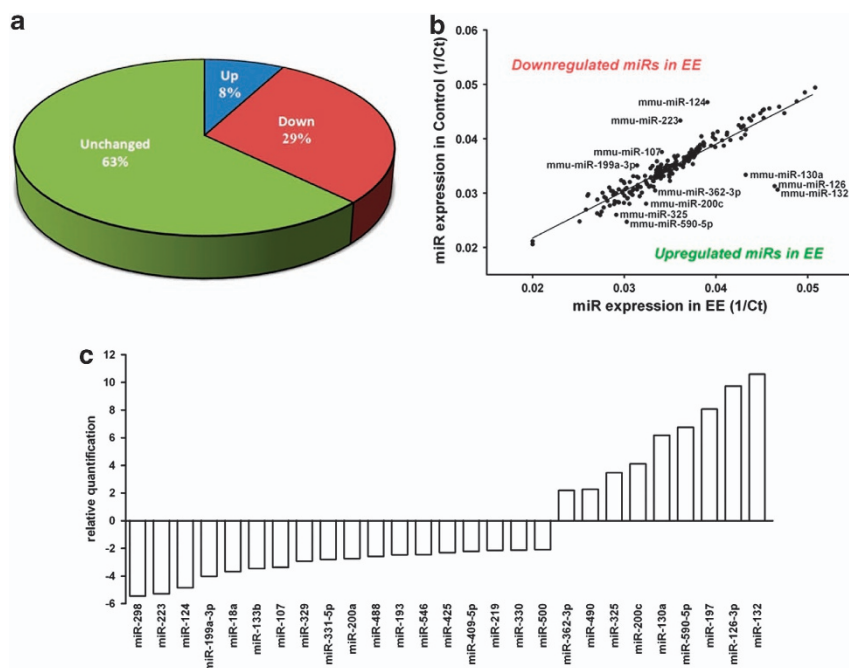 a
Up
8%
Down
29%
Unchanged
63%
b
0.06
0.05
0.04
0.03
0.02
miR expression in Control (1/Ct)
Downregulated miRs in EE
mmu-miR-124
mmu-miR-223
mmu-miR-107
mmu-miR-199a-3p
mmu-miR-130a
mmu-miR-126
mmu-miR-132
mmu-miR-362-3p
mmu-miR-200c
mmu-miR-325
mmu-miR-590-5p
Upregulated miRs in EE
0.02 0.03 0.04 0.05
miR expression in EE (1/Ct)
c
12
10
8
6
4
2
0
-2
-4
-6
relative quantification
miR-298
miR-223
miR-124
miR-199a-3p
miR-18a
miR-133b
miR-107
miR-329
miR-331-5p
miR-200a
miR-488
miR-193
miR-546
miR-425
miR-409-5p
miR-219
miR-330
miR-500
miR-362-3p
miR-490
miR-325
miR-200c
miR-130a
miR-590-5p
miR-197
miR-126-3p
miR-132